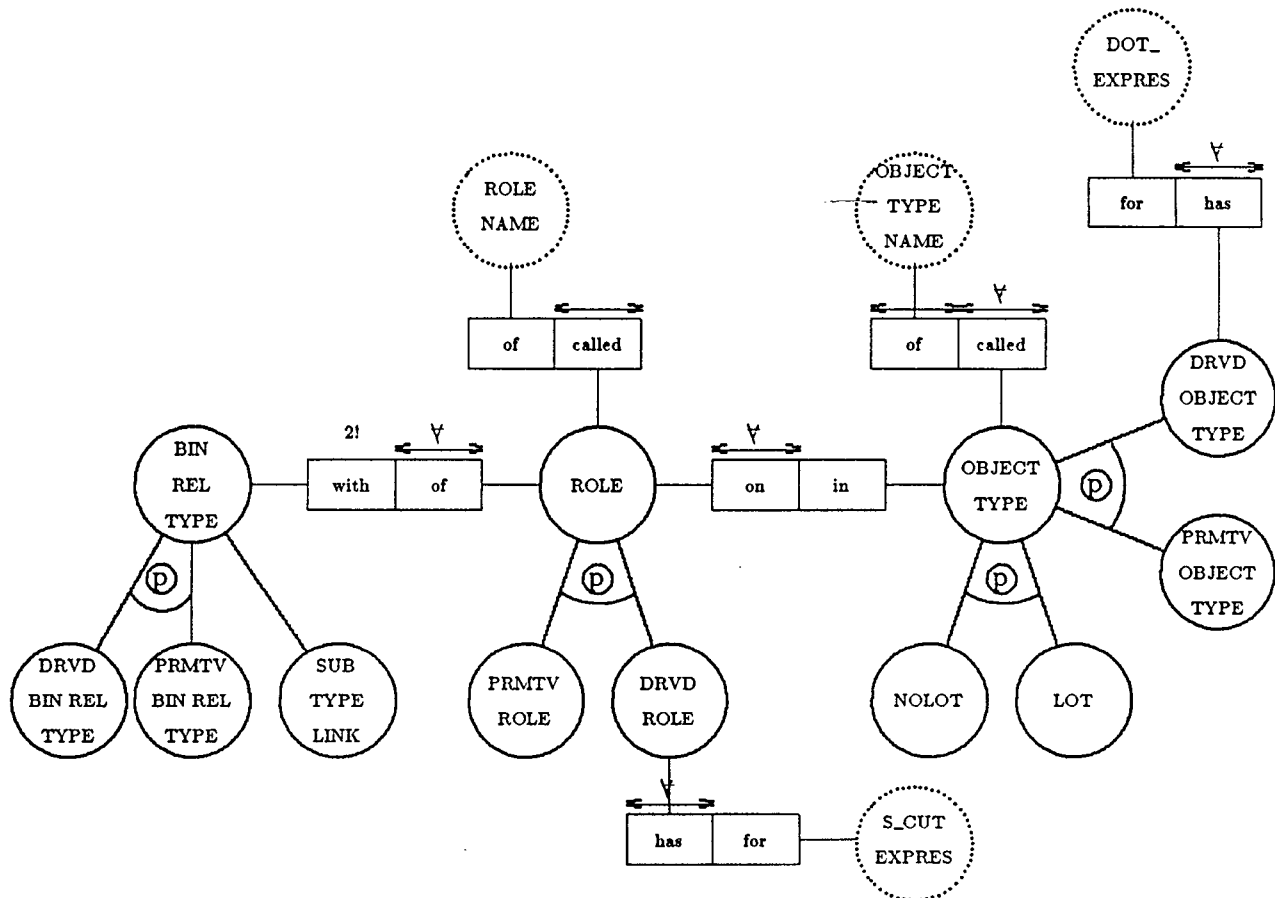 DOT_
EXPRES
∀
for has
ROLE
NAME
OBJECT
TYPE
NAME
∀
of called
of called
DRVD
OBJECT
TYPE
2! ∀
∀
BIN
REL
TYPE
with of
ROLE
on in
OBJECT
TYPE
p
PRMTV
OBJECT
TYPE
p
p
p
DRVD
BIN REL
TYPE
PRMTV
BIN REL
TYPE
SUB
TYPE
LINK
PRMTV
ROLE
DRVD
ROLE
NOLOT
LOT
∀
has for
S_CUT
EXPRES